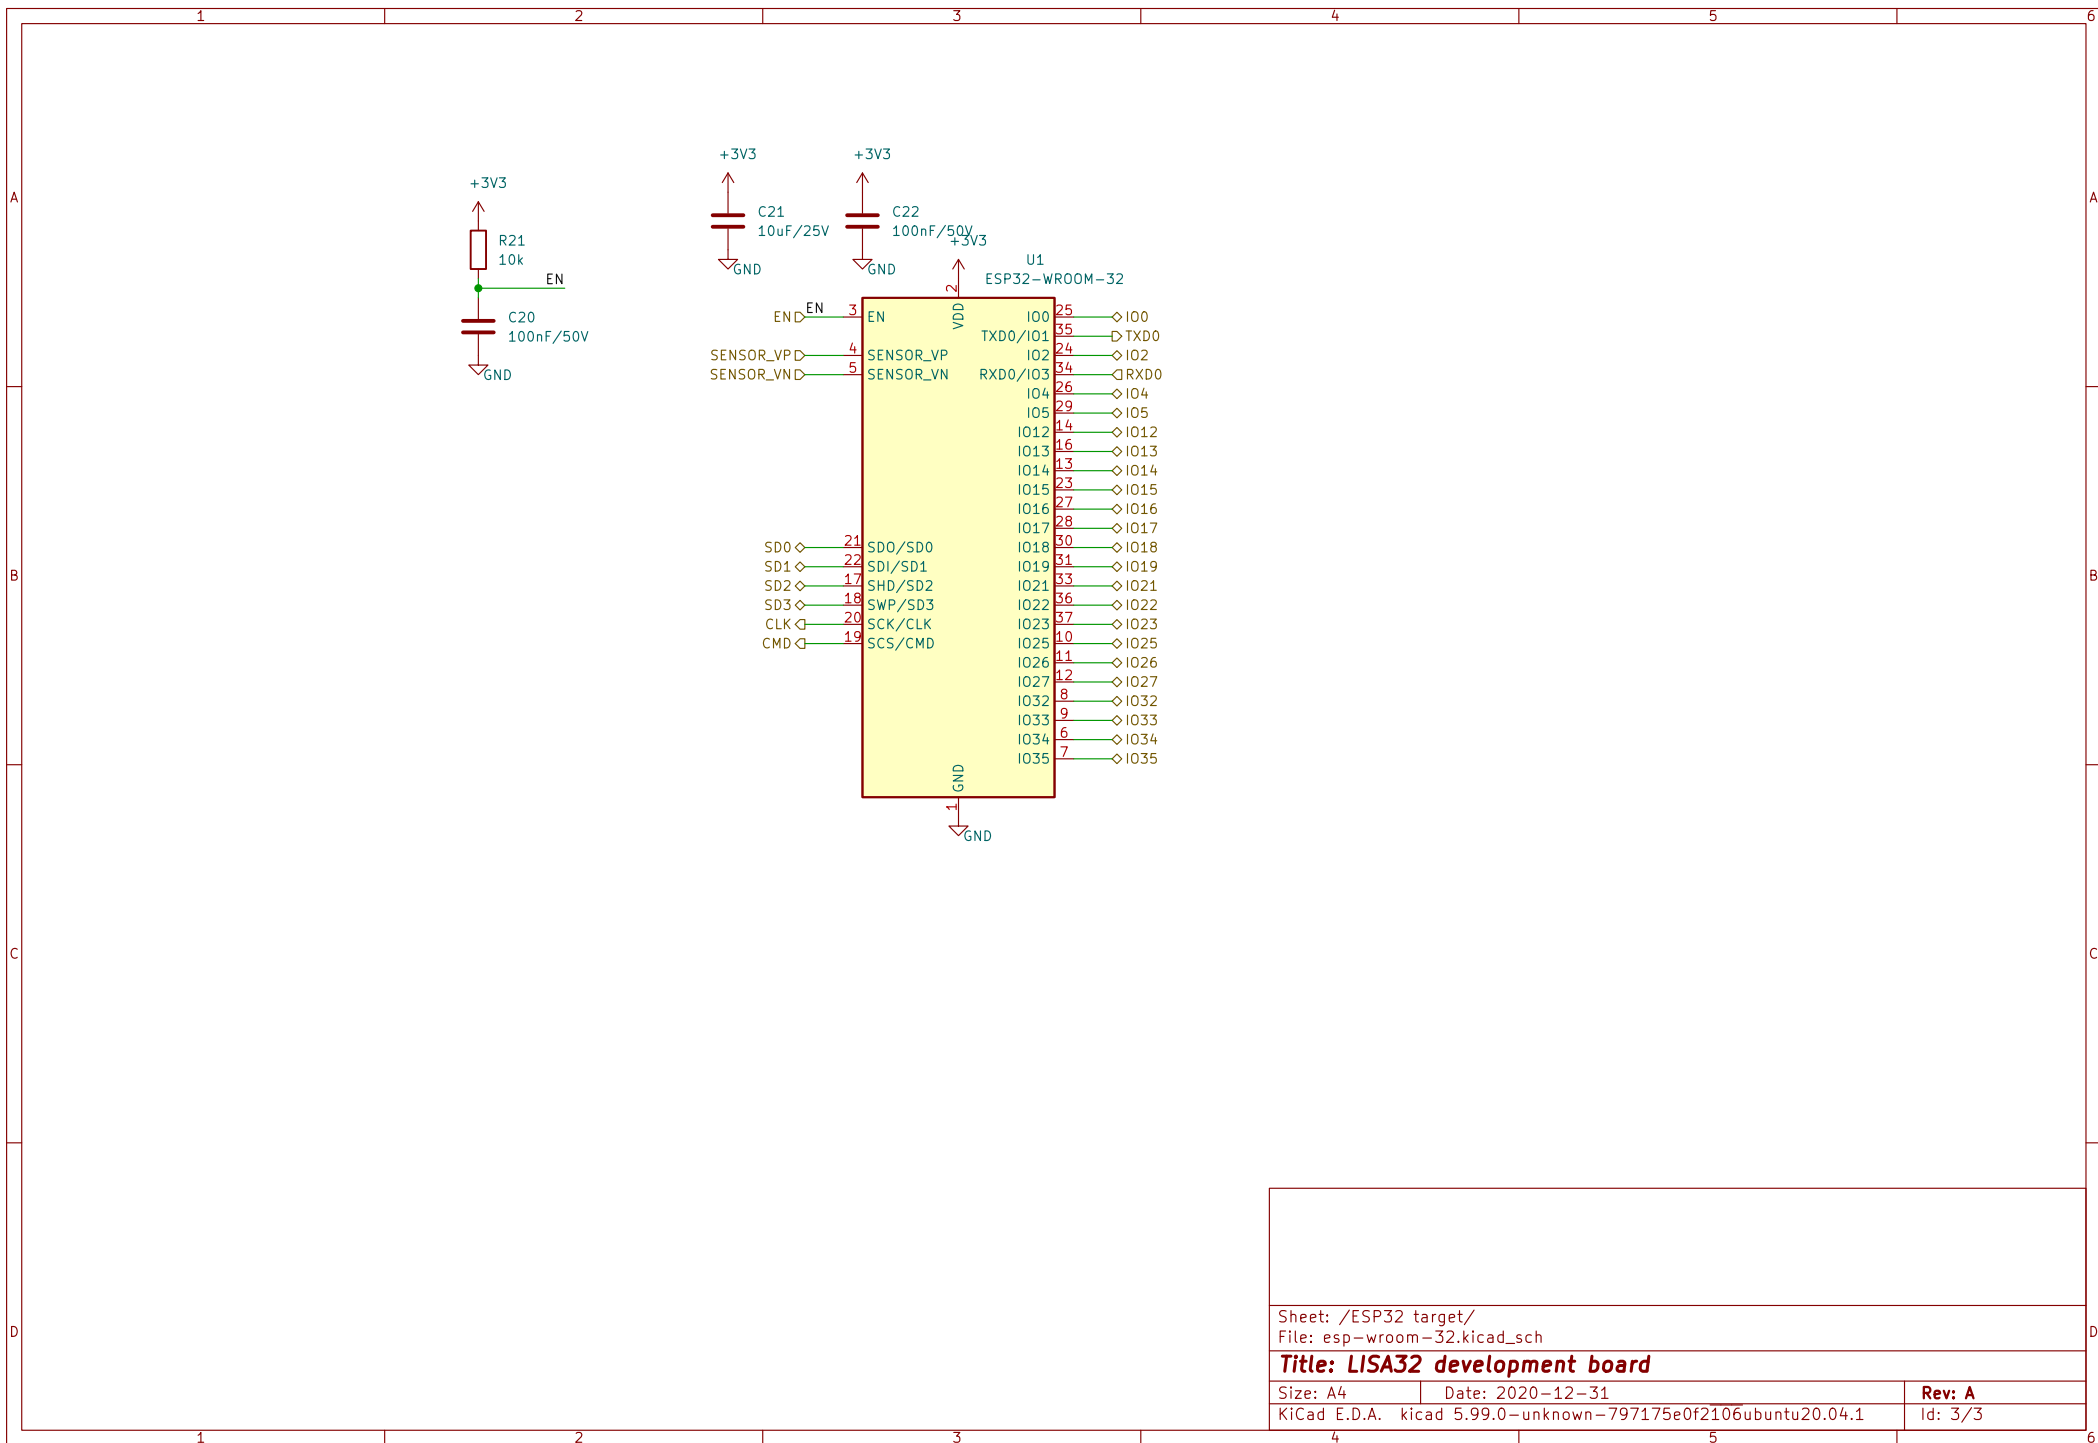 1 2 3 4 5 6
A A
B B
C C
D D
+3V3
R21
10k
EN
C20
100nF/50V
GND
+3V3
C21
10uF/25V
GND
+3V3
C22
100nF/50V
GND
+3V3
U1
ESP32-WROOM-32
2
VDD
EN EN 3 EN
SENSOR_VP 4 SENSOR_VP
SENSOR_VN 5 SENSOR_VN
SD0 21 SDO/SD0
SD1 22 SDI/SD1
SD2 17 SHD/SD2
SD3 18 SWP/SD3
CLK 20 SCK/CLK
CMD 19 SCS/CMD
IO0 25 IO0
TXD0/IO1 35 TXD0
IO2 24 IO2
RXD0/IO3 34 RXD0
IO4 26 IO4
IO5 29 IO5
IO12 14 IO12
IO13 16 IO13
IO14 13 IO14
IO15 23 IO15
IO16 27 IO16
IO17 28 IO17
IO18 30 IO18
IO19 31 IO19
IO21 33 IO21
IO22 36 IO22
IO23 37 IO23
IO25 10 IO25
IO26 11 IO26
IO27 12 IO27
IO32 8 IO32
IO33 9 IO33
IO34 6 IO34
IO35 7 IO35
GND
1
GND
Sheet: /ESP32 target/
File: esp-wroom-32.kicad_sch
Title: LISA32 development board
Size: A4 Date: 2020-12-31 Rev: A
KiCad E.D.A. kicad 5.99.0-unknown-797175e0f2106ubuntu20.04.1 Id: 3/3
1 2 3 4 5 6